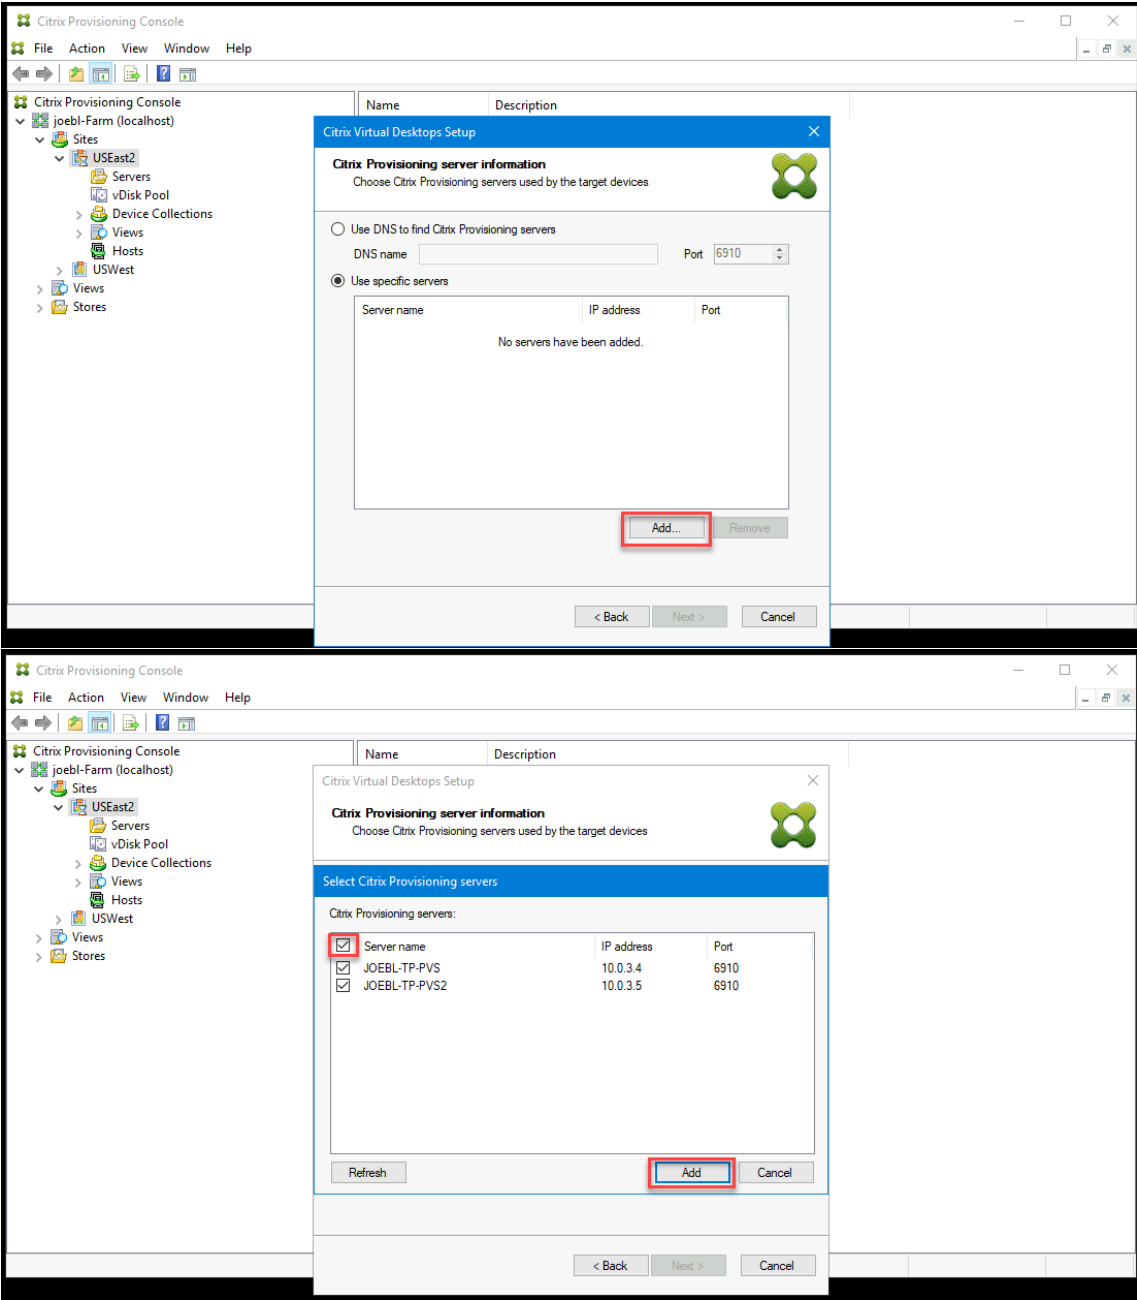 Citrix Provisioning Console
File Action View Window Help
Citrix Provisioning Console
joebl-Farm (localhost)
Sites
USEast2
Servers
vDisk Pool
Device Collections
Views
Hosts
USWest
Views
Stores
Name Description
Citrix Virtual Desktops Setup
Citrix Provisioning server information
Choose Citrix Provisioning servers used by the target devices
Use DNS to find Citrix Provisioning servers
DNS name Port 6910
Use specific servers
Server name IP address Port
No servers have been added.
Add... Remove
< Back Next > Cancel
Citrix Provisioning Console
File Action View Window Help
Citrix Provisioning Console
joebl-Farm (localhost)
Sites
USEast2
Servers
vDisk Pool
Device Collections
Views
Hosts
USWest
Views
Stores
Name Description
Citrix Virtual Desktops Setup
Citrix Provisioning server information
Choose Citrix Provisioning servers used by the target devices
Select Citrix Provisioning servers
Citrix Provisioning servers:
Server name IP address Port
JOEBL-TP-PVS 10.0.3.4 6910
JOEBL-TP-PVS2 10.0.3.5 6910
Refresh Add Cancel
< Back Next > Cancel